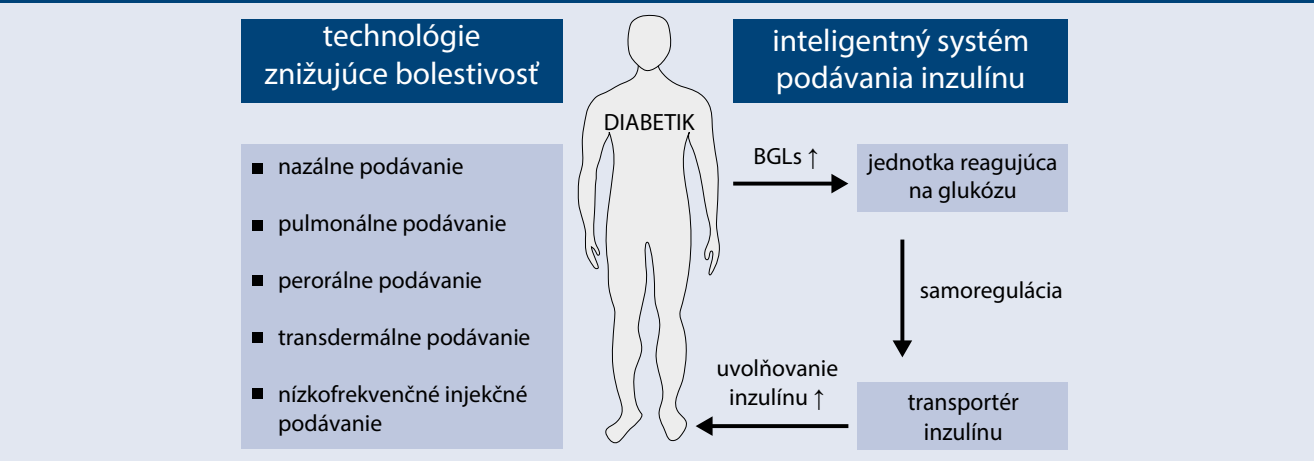 technológie
znižujúce bolestivosť
nazálne podávanie
pulmonálne podávanie
perorálne podávanie
transdermálne podávanie
nízkofrekvenčné injekčné
podávanie
DIABETIK
inteligentný systém
podávania inzulínu
BGLs ↑
jednotka reagujúca
na glukózu
samoregulácia
transportér
inzulínu
uvolňovanie
inzulínu ↑